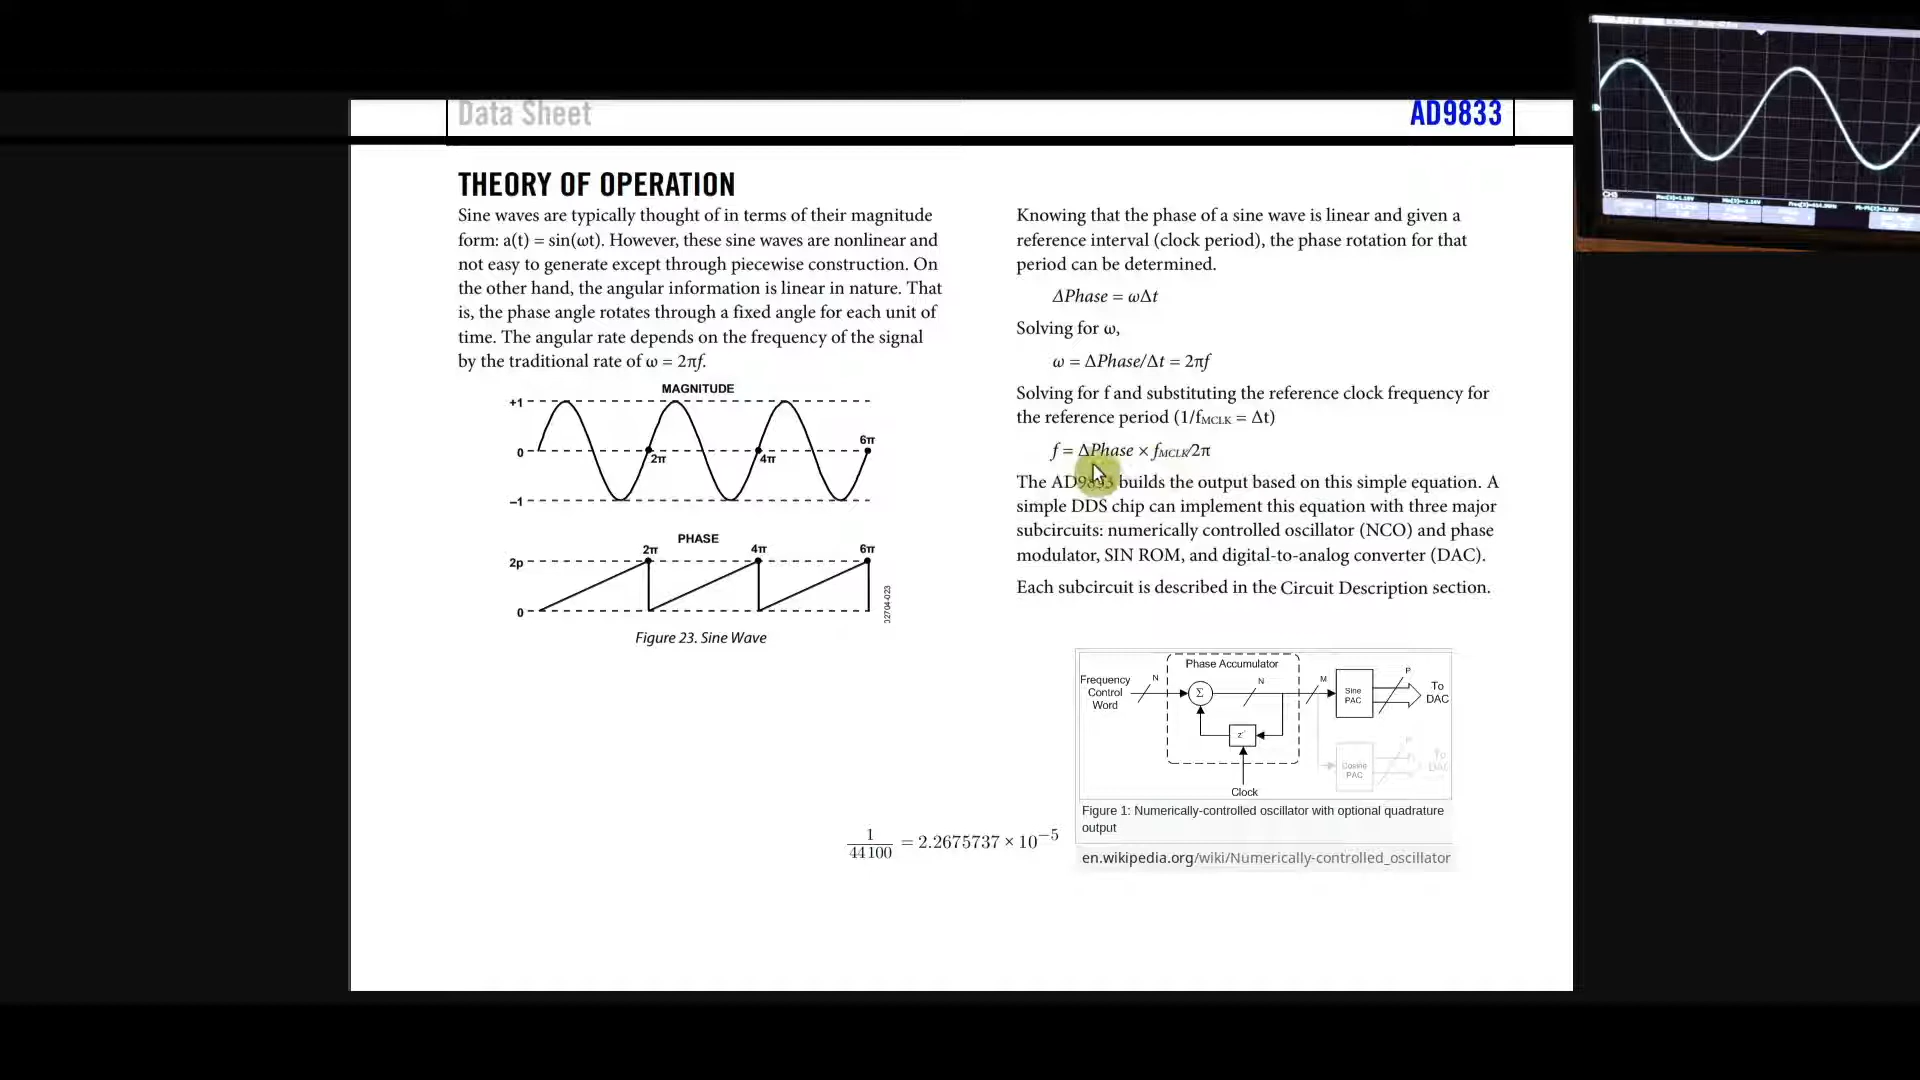 Data Sheet
AD9833
THEORY OF OPERATION
Sine waves are typically thought of in terms of their magnitude
form: a(t) = sin(ωt). However, these sine waves are nonlinear and
not easy to generate except through piecewise construction. On
the other hand, the angular information is linear in nature. That
is, the phase angle rotates through a fixed angle for each unit of
time. The angular rate depends on the frequency of the signal
by the traditional rate of ω = 2πf.
MAGNITUDE
+1
6π
0
2π
4π
–1
PHASE
2π
4π
6π
2p
0
02704-023
Figure 23. Sine Wave
Knowing that the phase of a sine wave is linear and given a
reference interval (clock period), the phase rotation for that
period can be determined.
ΔPhase = ωΔt
Solving for ω,
ω = ΔPhase/Δt = 2πf
Solving for f and substituting the reference clock frequency for
the reference period (1/fMCLK = Δt)
f = ΔPhase × fMCLK/2π
The AD9833 builds the output based on this simple equation. A
simple DDS chip can implement this equation with three major
subcircuits: numerically controlled oscillator (NCO) and phase
modulator, SIN ROM, and digital-to-analog converter (DAC).
Each subcircuit is described in the Circuit Description section.
Phase Accumulator
Frequency
Control
Word
N
Σ
N
M
Sine
PAC
P
To
DAC
z⁻¹
Cosine
PAC
P
To
DAC
Clock
Figure 1: Numerically-controlled oscillator with optional quadrature
output
en.wikipedia.org/wiki/Numerically-controlled_oscillator
1/44100 = 2.2675737 × 10⁻⁵